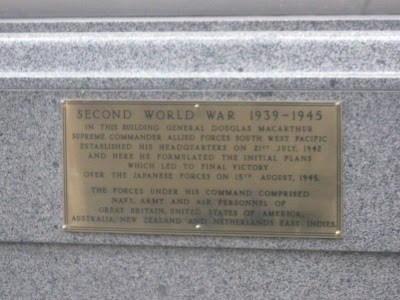 SECOND WORLD WAR 1939-1945
IN THIS BUILDING GENERAL DOUGLAS MACARTHUR
SUPREME COMMANDER ALLIED FORCES SOUTH WEST PACIFIC
ESTABLISHED HIS HEADQUARTERS ON 21ST JULY, 1942
AND HERE HE FORMULATED THE INITIAL PLANS
WHICH LED TO FINAL VICTORY
OVER THE JAPANESE FORCES ON 15TH AUGUST, 1945.
THE FORCES UNDER HIS COMMAND COMPRISED
NAVY, ARMY AND AIR PERSONNEL OF
GREAT BRITAIN, UNITED STATES OF AMERICA,
AUSTRALIA, NEW ZEALAND AND NETHERLANDS EAST INDIES.